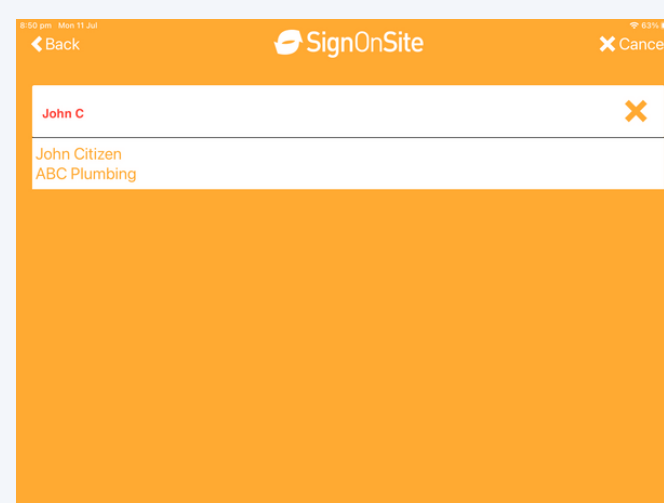 8:50 pm Mon 11 Jul
63%
Back
SignOnSite
Cance
John C
John Citizen
ABC Plumbing